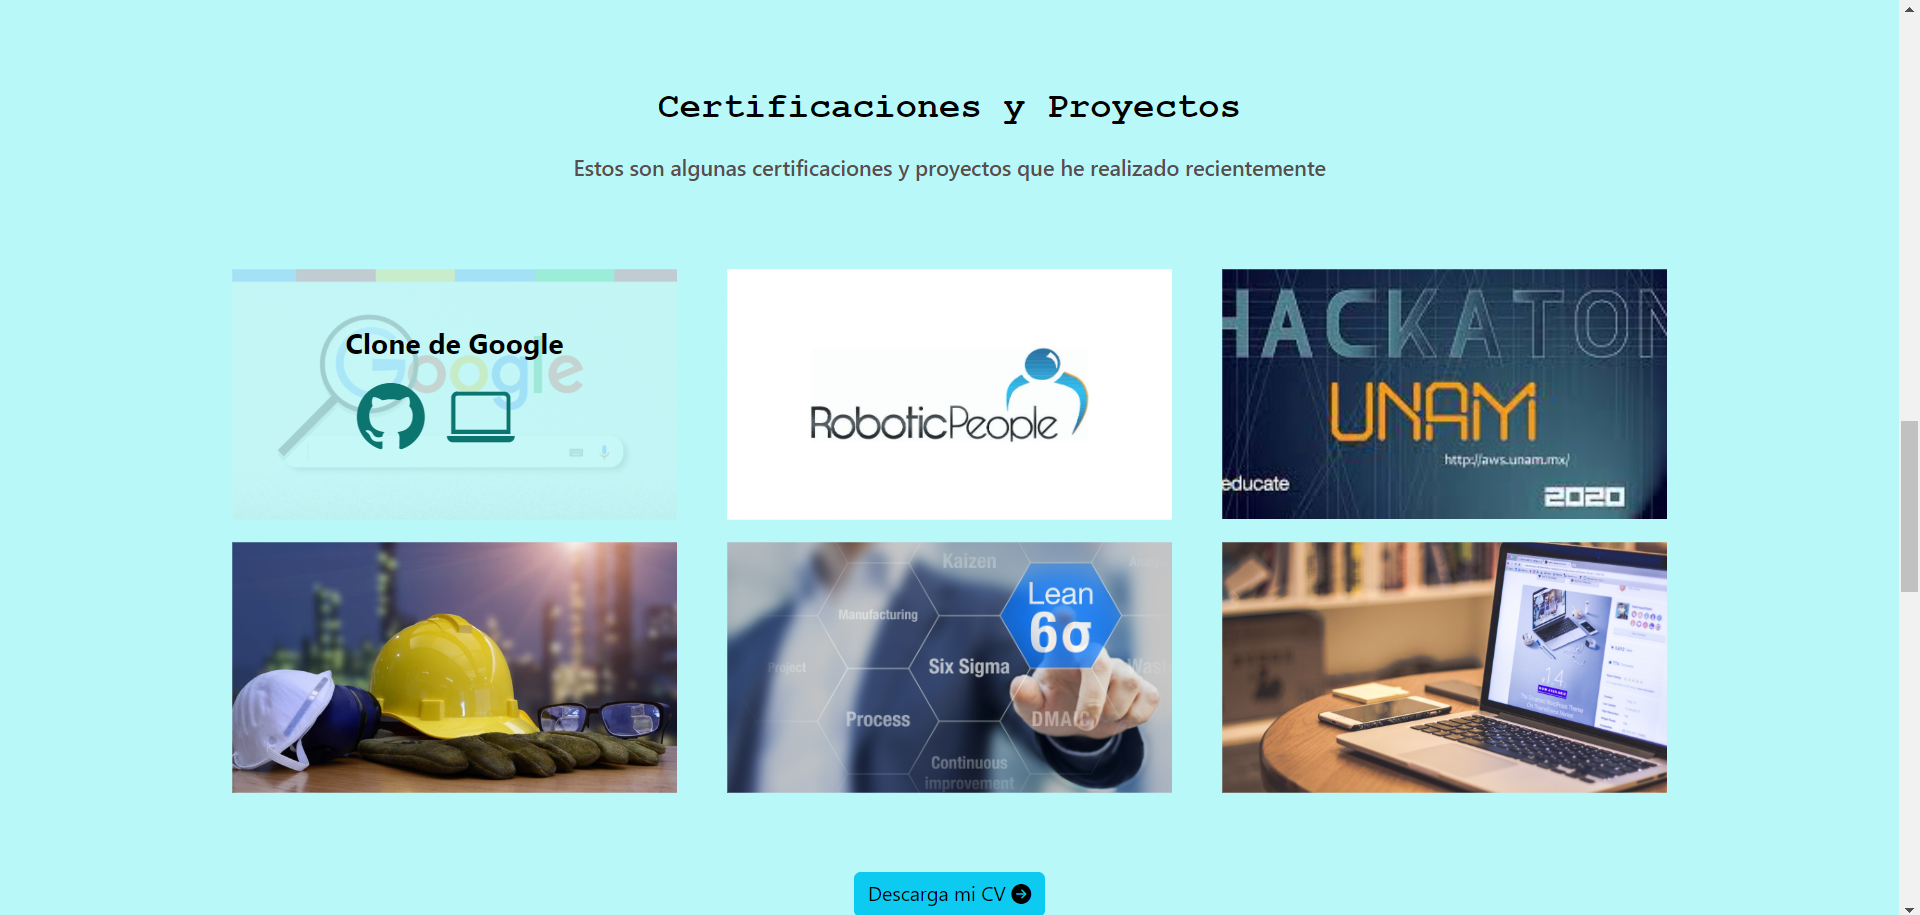 Certificaciones y Proyectos
Estos son algunas certificaciones y proyectos que he realizado recientemente
Clone de Google
Google
RoboticPeople
HACKATON
UNAM
http://aws.unam.mx/
educate
2020
Kaizen
Lean
6σ
Manufacturing
Project
Six Sigma
Process
DMAIC
Continuous
improvement
Descarga mi CV